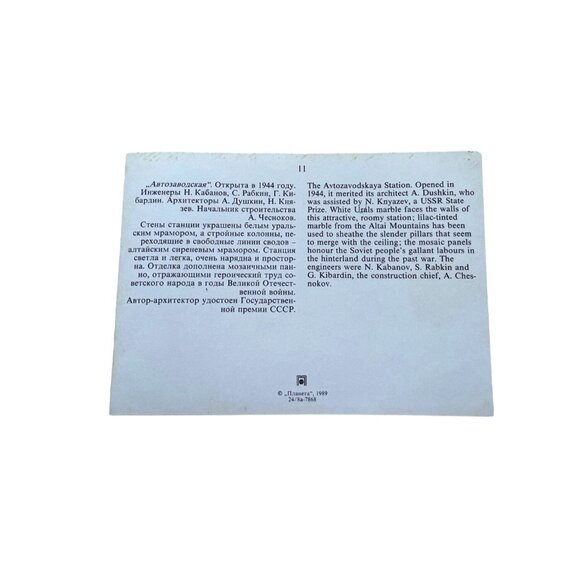 11
„Автозаводская". Открыта в 1944 году.
Инженеры Н. Кабанов, С. Рабкин, Г. Ки-
бардин. Архитекторы А. Душкин, Н. Кня-
зев. Начальник строительства
А. Чесноков.
Стены станции украшены белым ураль-
ским мрамором, а стройные колонны, пе-
реходящие в свободные линии сводов –
алтайским сиреневым мрамором. Станция
светла и легка, очень нарядна и простор-
на. Отделка дополнена мозаичными пан-
но, отражающими героический труд со-
ветского народа в годы Великой Отечест-
венной войны.
Автор-архитектор удостоен Государствен-
ной премии СССР.
The Avtozavodskaya Station. Opened in
1944, it merited its architect A. Dushkin, who
was assisted by N. Knyazev, a USSR State
Prize. White Urals marble faces the walls of
this attractive, roomy station; lilac-tinted
marble from the Altai Mountains has been
used to sheathe the slender pillars that seem
to merge with the ceiling; the mosaic panels
honour the Soviet people's gallant labours in
the hinterland during the past war. The
engineers were N. Kabanov, S. Rabkin and
G. Kibardin, the construction chief, A. Ches-
nokov.
© „Планета", 1989
24/8а-7868